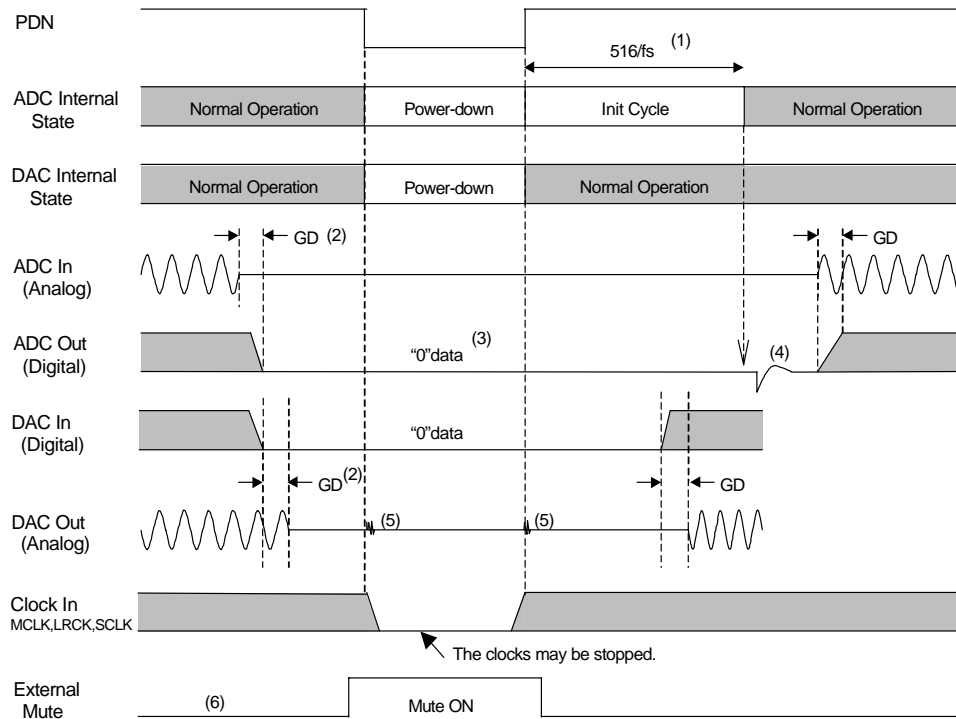 PDN
516/fs (1)
ADC Internal
State
Normal Operation Power-down Init Cycle Normal Operation
DAC Internal
State
Normal Operation Power-down Normal Operation
GD (2) GD
ADC In
(Analog)
ADC Out
(Digital)
“0”data (3) (4)
DAC In
(Digital)
“0”data
GD (2) GD
DAC Out
(Analog)
(5) (5)
Clock In
MCLK,LRCK,SCLK
The clocks may be stopped.
External
Mute
(6) Mute ON